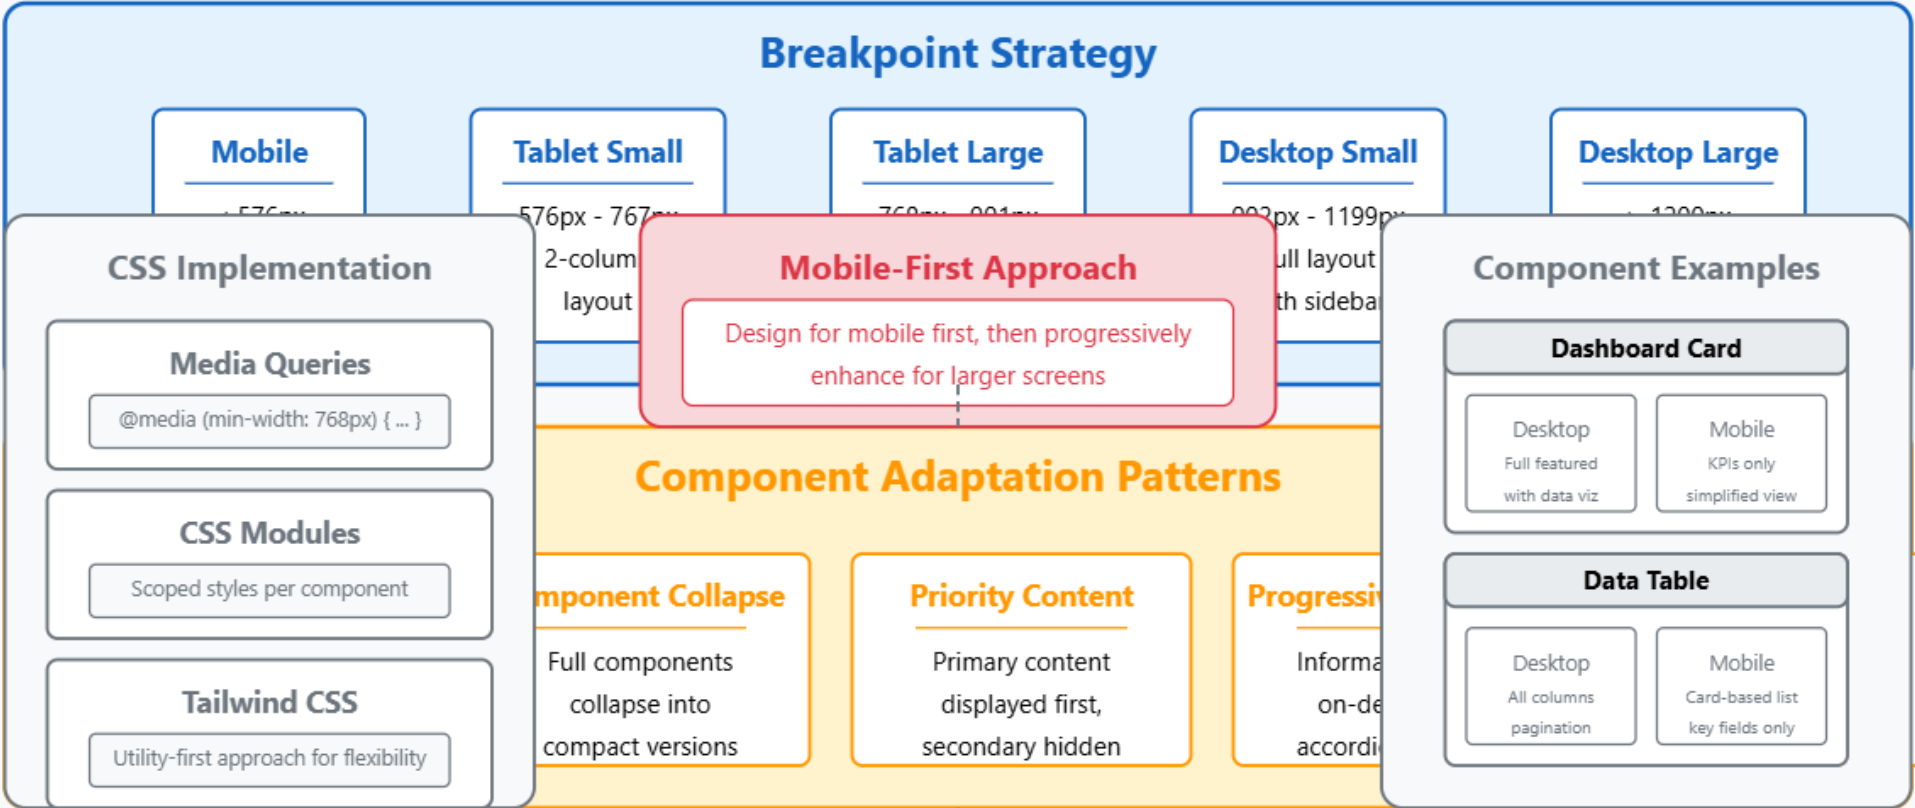 Breakpoint Strategy
Mobile
Tablet Small
Tablet Large
Desktop Small
Desktop Large
576px - 767px
992px - 1199px
2-colum
layout
ull layout
th sideba
Mobile-First Approach
Design for mobile first, then progressively
enhance for larger screens
CSS Implementation
Media Queries
@media (min-width: 768px) { ... }
CSS Modules
Scoped styles per component
Tailwind CSS
Utility-first approach for flexibility
Component Adaptation Patterns
mponent Collapse
Full components
collapse into
compact versions
Priority Content
Primary content
displayed first,
secondary hidden
Progressiv
Informa
on-de
accordi
Component Examples
Dashboard Card
Desktop
Full featured
with data viz
Mobile
KPIs only
simplified view
Data Table
Desktop
All columns
pagination
Mobile
Card-based list
key fields only